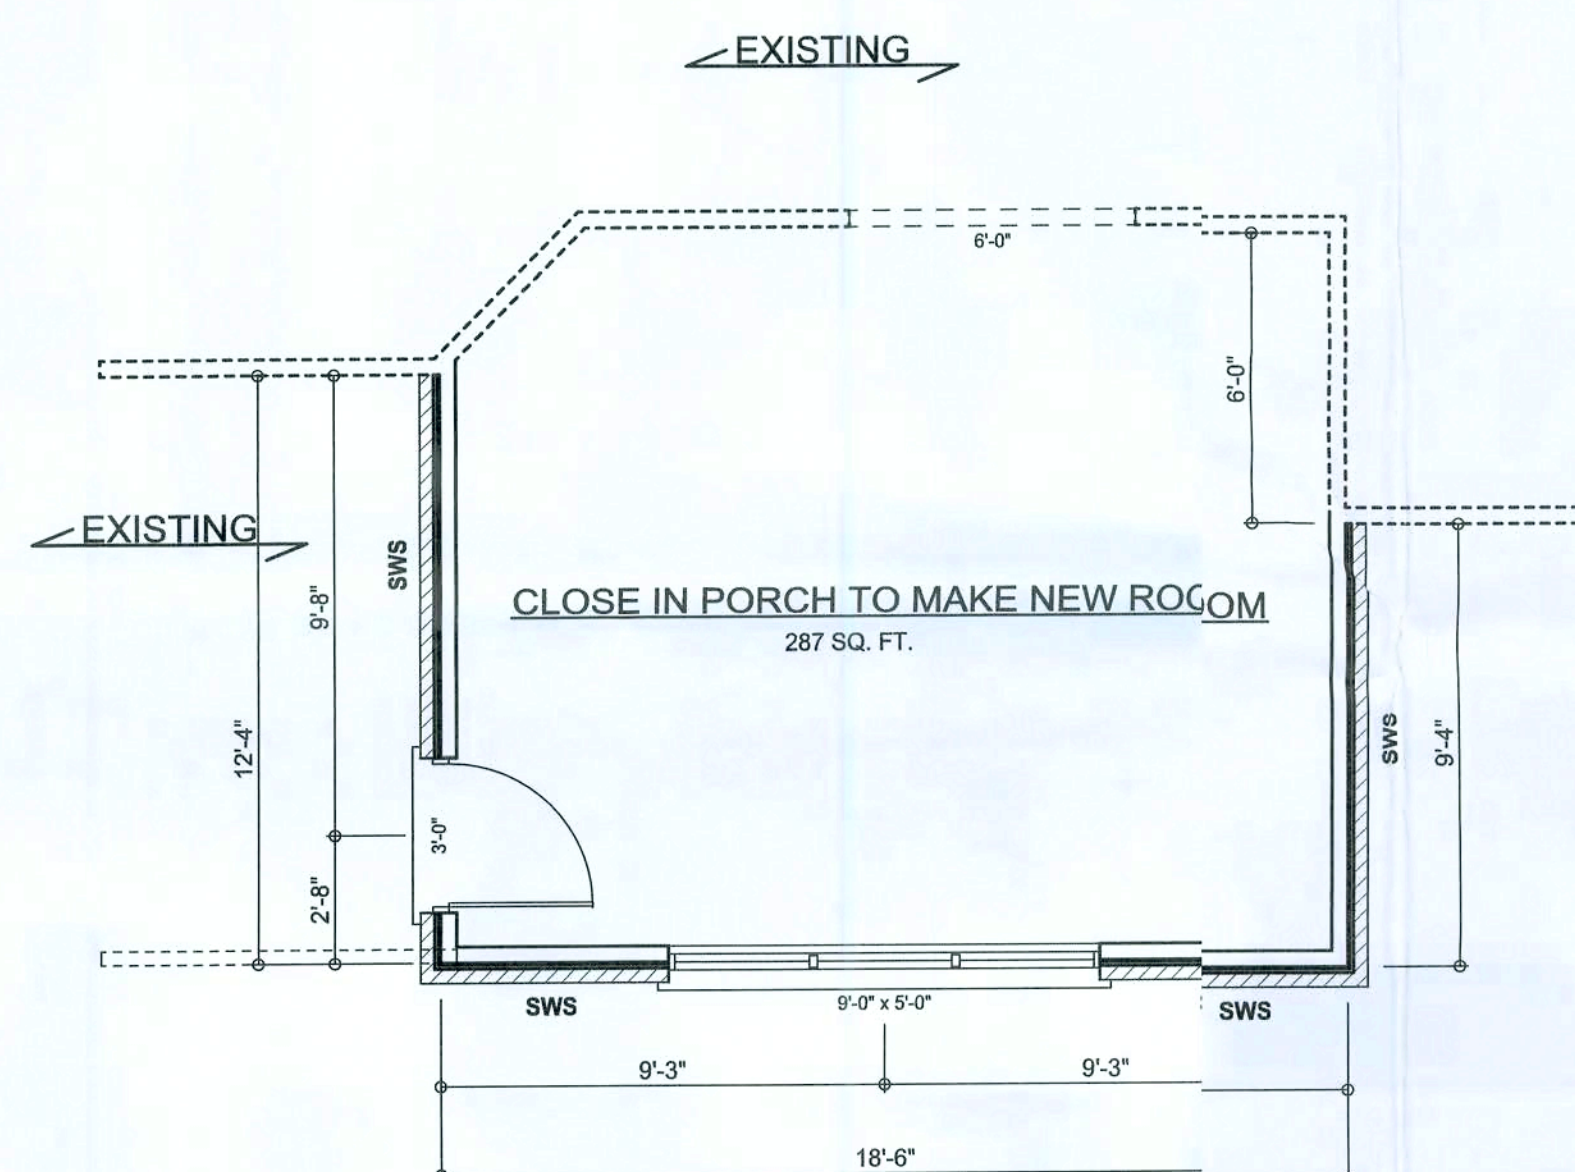 EXISTING
6'-0"
6'-0"
EXISTING
SWS
9'-8"
CLOSE IN PORCH TO MAKE NEW ROOM
287 SQ. FT.
12'-4"
SWS
9'-4"
3'-0"
2'-8"
SWS
9'-0" x 5'-0"
SWS
9'-3"
9'-3"
18'-6"